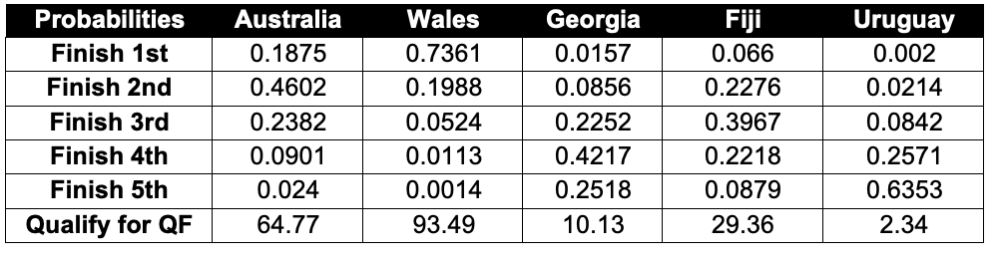 Probabilities Australia Wales Georgia Fiji Uruguay
Finish 1st 0.1875 0.7361 0.0157 0.066 0.002
Finish 2nd 0.4602 0.1988 0.0856 0.2276 0.0214
Finish 3rd 0.2382 0.0524 0.2252 0.3967 0.0842
Finish 4th 0.0901 0.0113 0.4217 0.2218 0.2571
Finish 5th 0.024 0.0014 0.2518 0.0879 0.6353
Qualify for QF 64.77 93.49 10.13 29.36 2.34